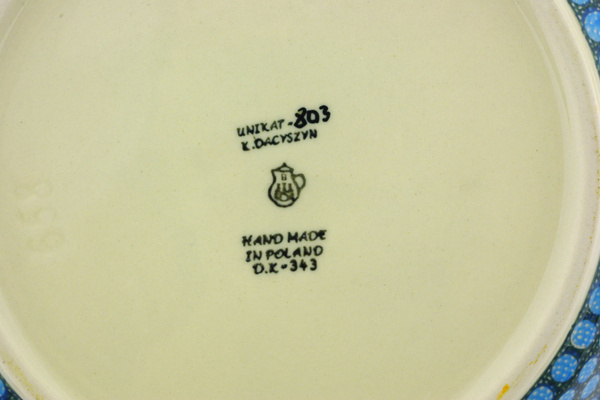 UNIKAT-803
K.DACYSZYN
B
HAND MADE
IN POLAND
D.K-343